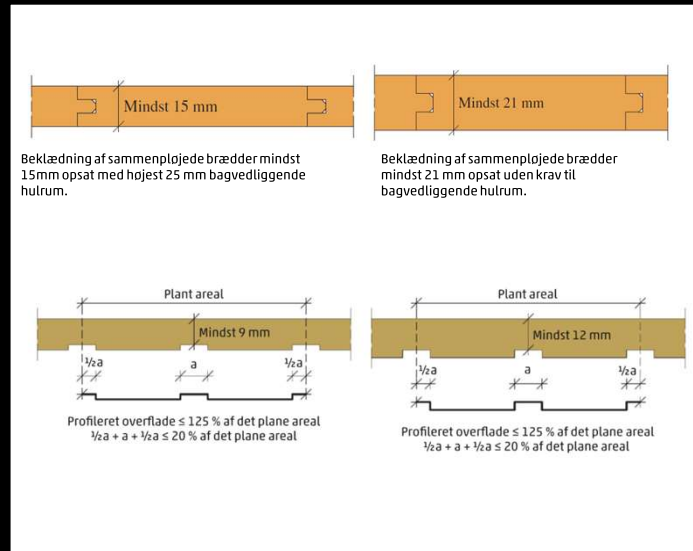 Mindst 15 mm
Mindst 21 mm
Beklædning af sammenpløjede brædder mindst
15mm opsat med højest 25 mm bagvedliggende
hulrum.
Beklædning af sammenpløjede brædder
mindst 21 mm opsat uden krav til
bagvedliggende hulrum.
Plant areal
Mindst 9 mm
½a
a
½a
Profileret overflade ≤ 125 % af det plane areal
½a + a + ½a ≤ 20 % af det plane areal
Plant areal
Mindst 12 mm
½a
a
½a
Profileret overflade ≤ 125 % af det plane areal
½a + a + ½a ≤ 20 % af det plane areal